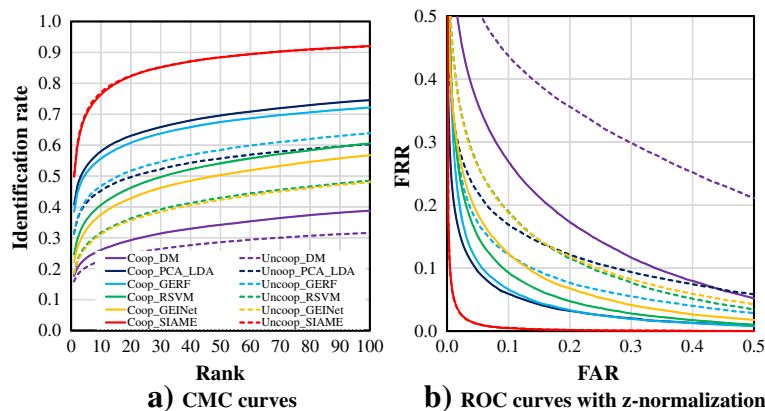 1.0
0.9
0.8
0.7
0.6
0.5
0.4
0.3
0.2
0.1
0.0
Identification rate
Coop_DM
Uncoop_DM
Coop_PCA_LDA
Unoop_PCA_LDA
Coop_GERF
Unoop_GERF
Coop_RSVM
Uncoop_RSVM
Coop_GEINet
Uncoop_GEINet
Coop_SIAME
Uncoop_SIAME
0 10 20 30 40 50 60 70 80 90 100
Rank
a) CMC curves
0.5
0.4
0.3
0.2
0.1
0.0
FRR
0.0 0.1 0.2 0.3 0.4 0.5
FAR
b) ROC curves with z-normalization